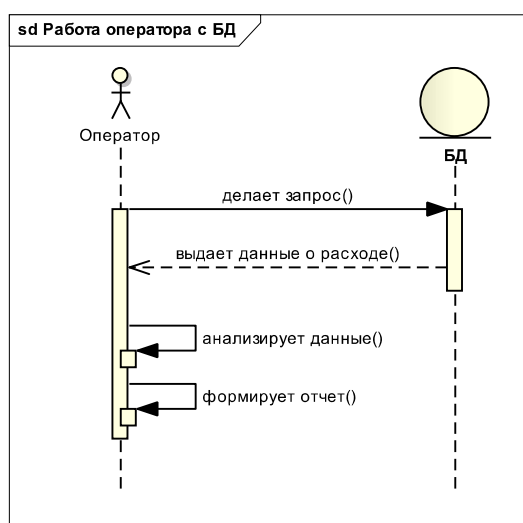 sd Работа оператора с БД
Оператор
БД
делает запрос()
выдает данные о расходе()
анализирует данные()
формирует отчет()